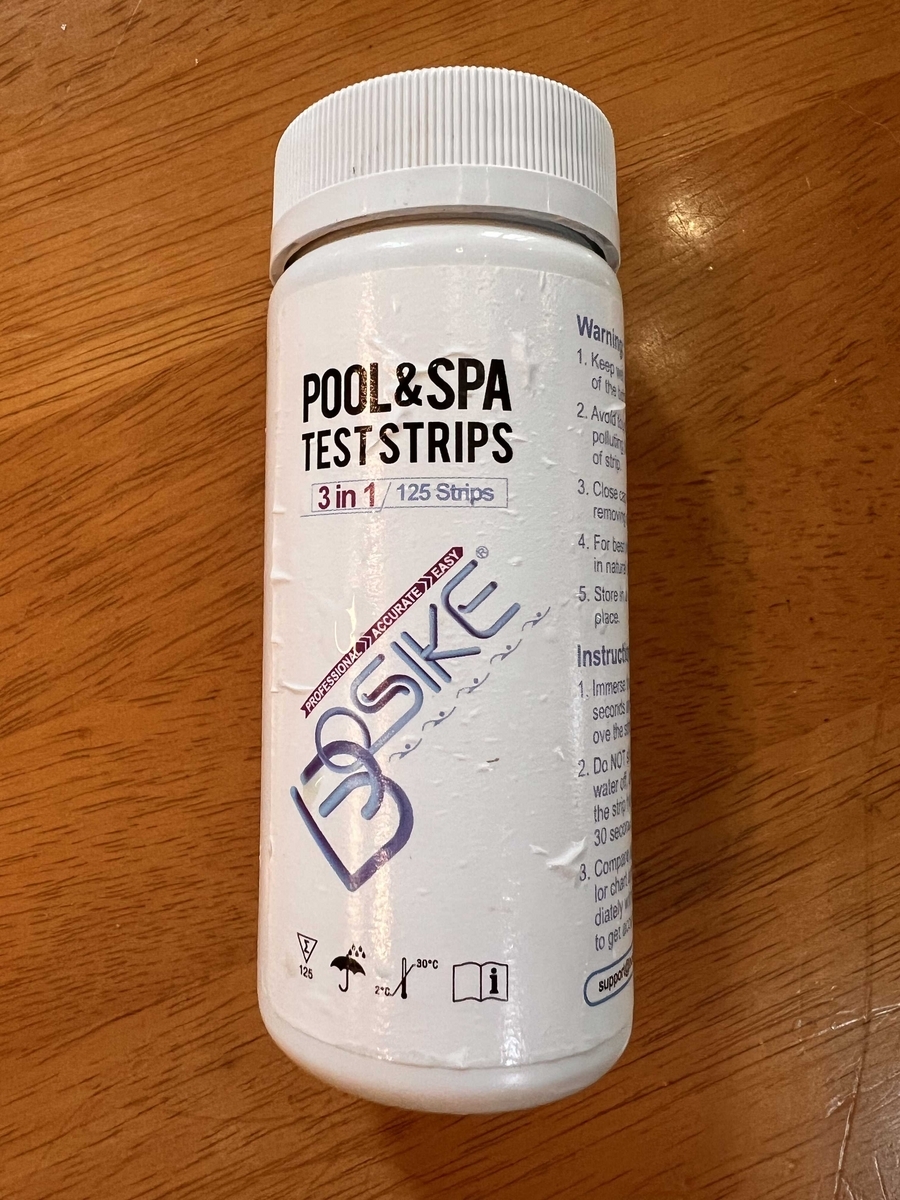 POOL&SPA
TEST STRIPS
3 in 1 / 125 Strips
PROFESSIONAL ACCURATE EASY
BOSIKE®
Σ
125
2°C
30°C
i
Warning
1. Keep
of the
2. Avoid
polluting
of strip.
3. Close
removing
4. For best
in natural
5. Store in
place.
Instructio
1. Immerse
seconds
ove the
2. Do NOT
water off,
the strip
30 secon
3. Compare
lor chart
diately
to get
support@